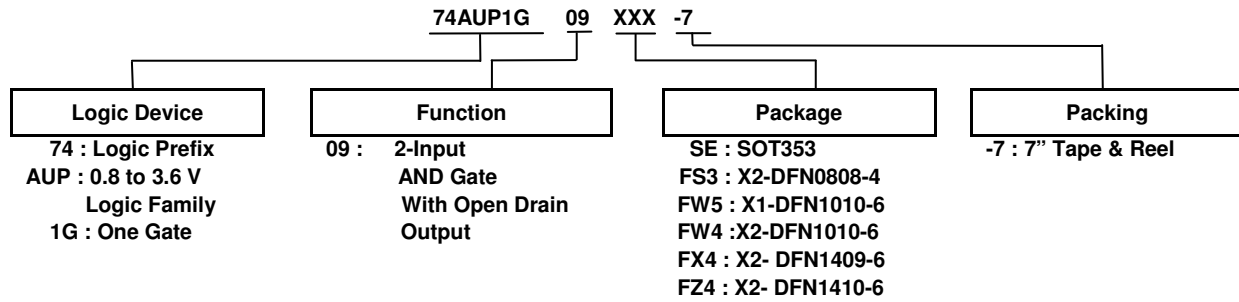 74AUP1G 09 XXX -7
Logic Device
74 : Logic Prefix
AUP : 0.8 to 3.6 V
Logic Family
1G : One Gate
Function
09 : 2-Input
AND Gate
With Open Drain
Output
Package
SE : SOT353
FS3 : X2-DFN0808-4
FW5 : X1-DFN1010-6
FW4 :X2-DFN1010-6
FX4 : X2- DFN1409-6
FZ4 : X2- DFN1410-6
Packing
-7 : 7” Tape & Reel